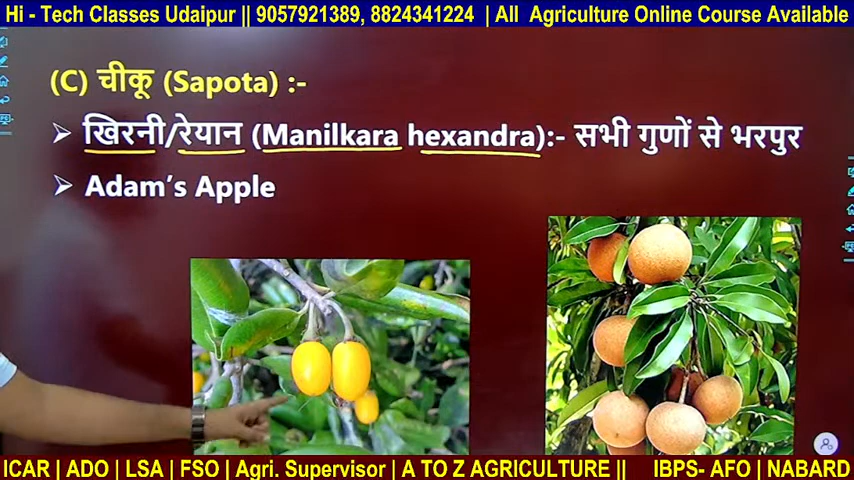 Hi - Tech Classes Udaipur || 9057921389, 8824341224 | All Agriculture Online Course Available
(C) चीकू (Sapota) :-
➢ खिरनी/रेयान (Manilkara hexandra):- सभी गुणों से भरपुर
➢ Adam's Apple
ICAR | ADO | LSA | FSO | Agri. Supervisor | A TO Z AGRICULTURE || IBPS- AFO | NABARD